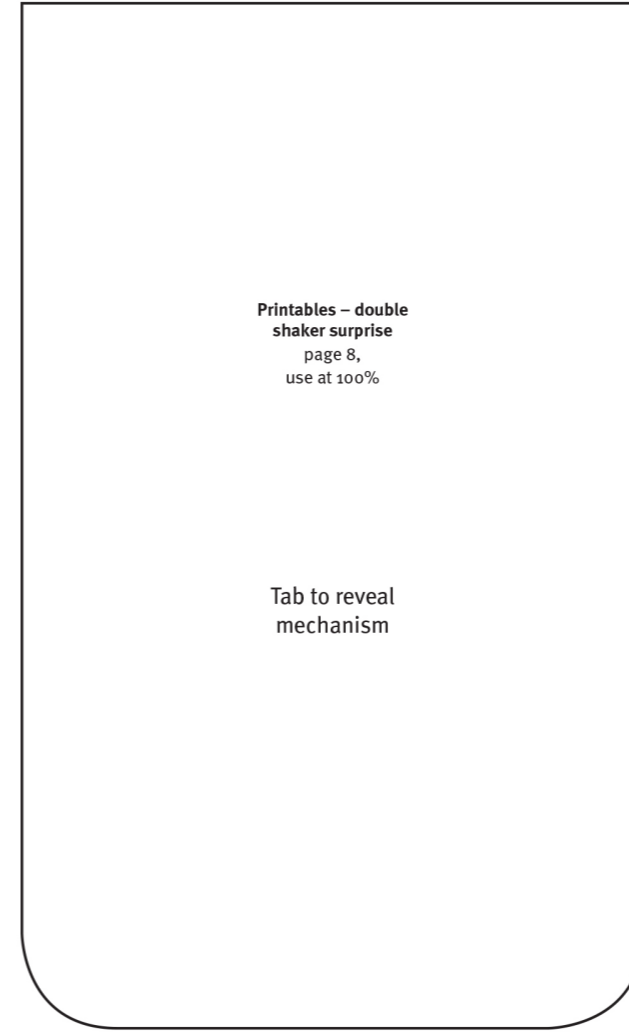 Printables – double
shaker surprise
page 8,
use at 100%
Tab to reveal
mechanism